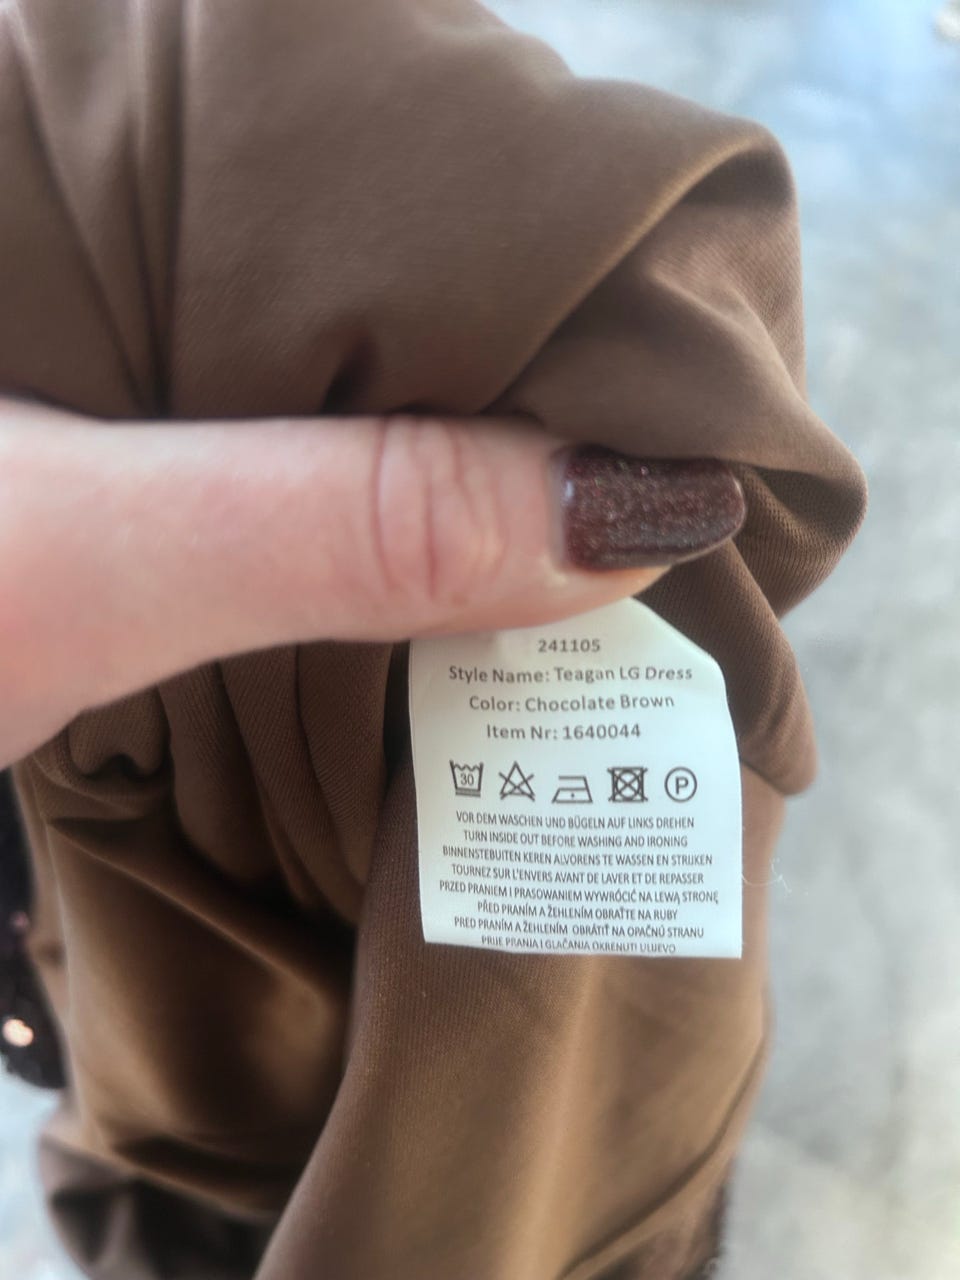 241105
Style Name: Teagan LG Dress
Color: Chocolate Brown
Item Nr: 1640044
30 P
VOR DEM WASCHEN UND BÜGELN AUF LINKS DREHEN
TURN INSIDE OUT BEFORE WASHING AND IRONING
BINNENSTEBUITEN KEREN ALVORENS TE WASSEN EN STRIJKEN
TOURNEZ SUR L'ENVERS AVANT DE LAVER ET DE REPASSER
PRZED PRANIEM I PRASOWANIEM WYWRÓCIĆ NA LEWĄ STRONĘ
PŘED PRANÍM A ŽEHLENÍM OBRAŤTE NA RUBY
PRED PRANÍM A ŽEHLENÍM OBRÁTIŤ NA OPAČNÚ STRANU
PRIJE PRANJA I GLAČANJA OKRENUTI ULIJEVO